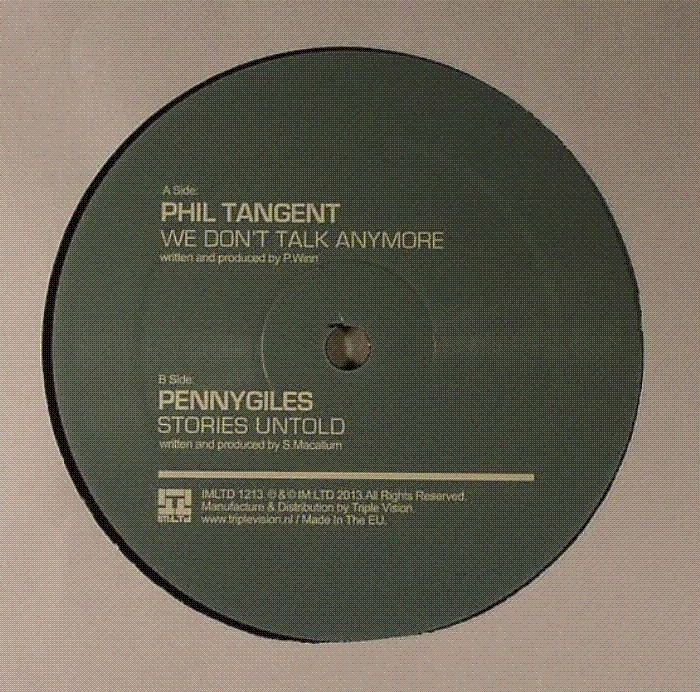 A Side:
PHIL TANGENT
WE DON'T TALK ANYMORE
written and produced by P.Winn
B Side:
PENNYGILES
STORIES UNTOLD
written and produced by S.Macallum
IMLTD 1213. ℗ & © IM:LTD 2013.All Rights Reserved.
Manufacture & Distribution by Triple Vision.
www.triplevision.nl / Made In The EU.
IM:LTD